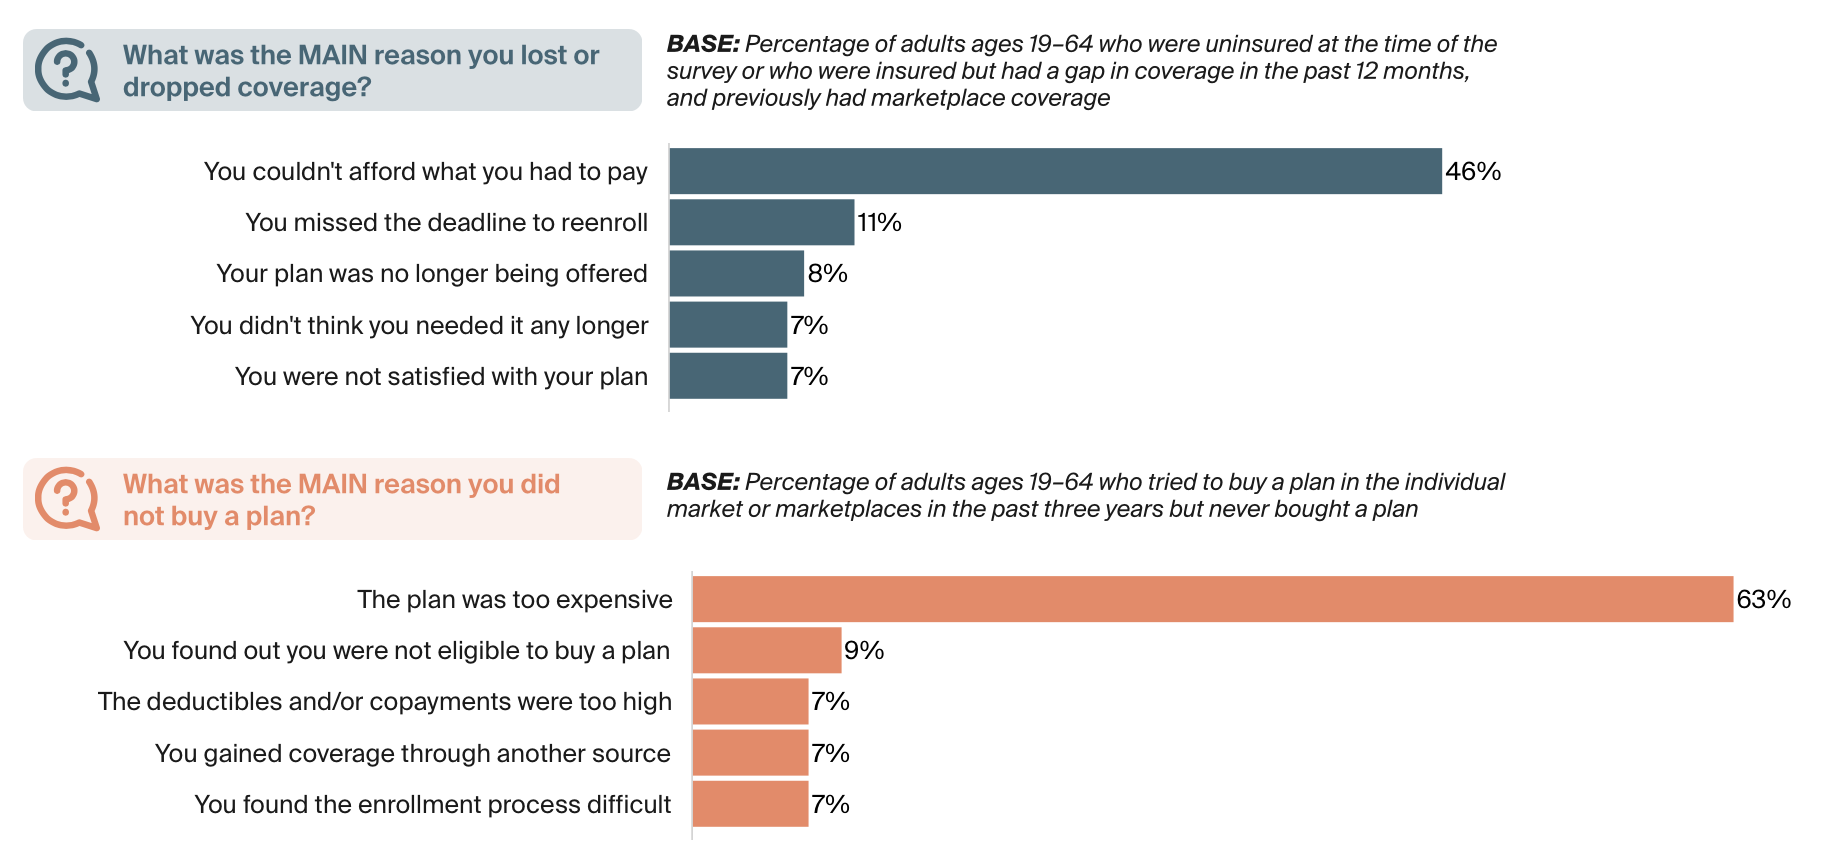 What was the MAIN reason you lost or
dropped coverage?
BASE: Percentage of adults ages 19–64 who were uninsured at the time of the
survey or who were insured but had a gap in coverage in the past 12 months,
and previously had marketplace coverage
You couldn't afford what you had to pay 46%
You missed the deadline to reenroll 11%
Your plan was no longer being offered 8%
You didn't think you needed it any longer 7%
You were not satisfied with your plan 7%
What was the MAIN reason you did
not buy a plan?
BASE: Percentage of adults ages 19–64 who tried to buy a plan in the individual
market or marketplaces in the past three years but never bought a plan
The plan was too expensive 63%
You found out you were not eligible to buy a plan 9%
The deductibles and/or copayments were too high 7%
You gained coverage through another source 7%
You found the enrollment process difficult 7%